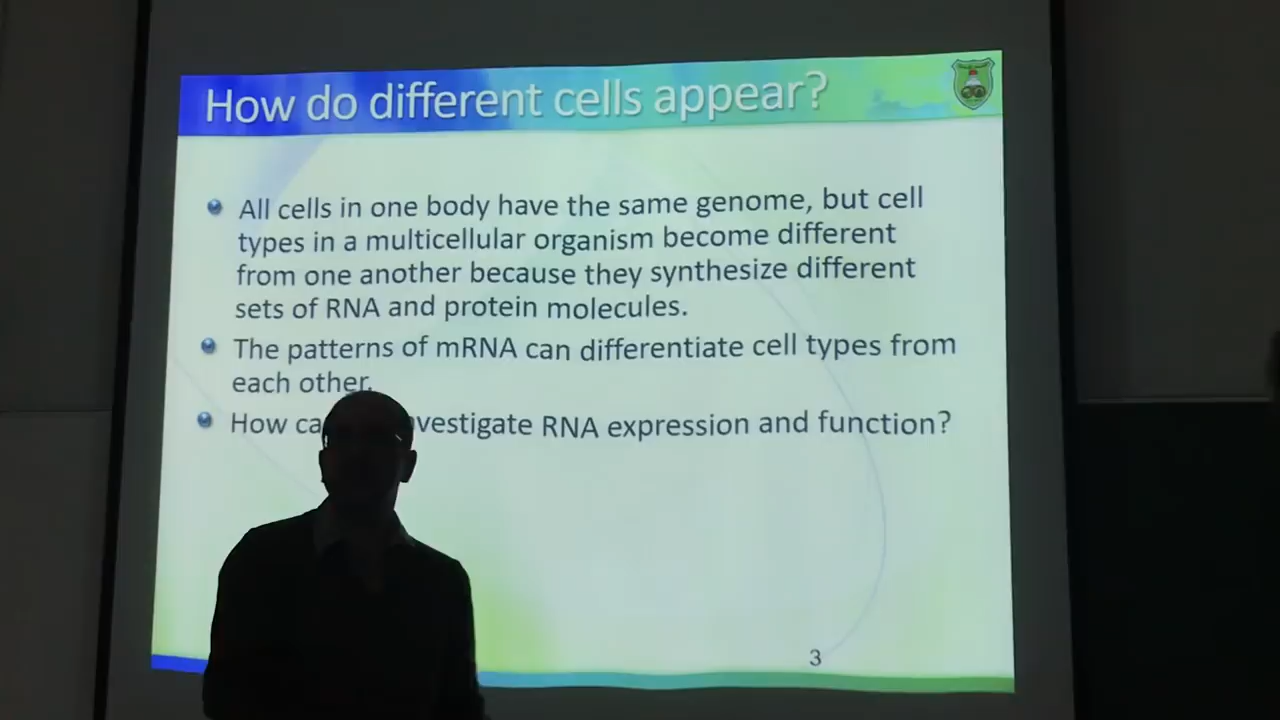 How do different cells appear?
All cells in one body have the same genome, but cell
types in a multicellular organism become different
from one another because they synthesize different
sets of RNA and protein molecules.
The patterns of mRNA can differentiate cell types from
each other.
How ca vestigate RNA expression and function?
3